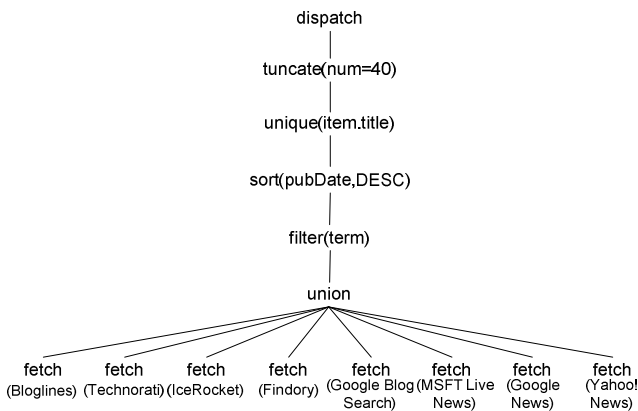 dispatch
tuncate(num=40)
unique(item.title)
sort(pubDate,DESC)
filter(term)
union
fetch fetch fetch fetch fetch fetch fetch fetch
(Bloglines) (Technorati) (IceRocket) (Findory) (Google Blog (MSFT Live (Google (Yahoo!
Search) News) News) News)